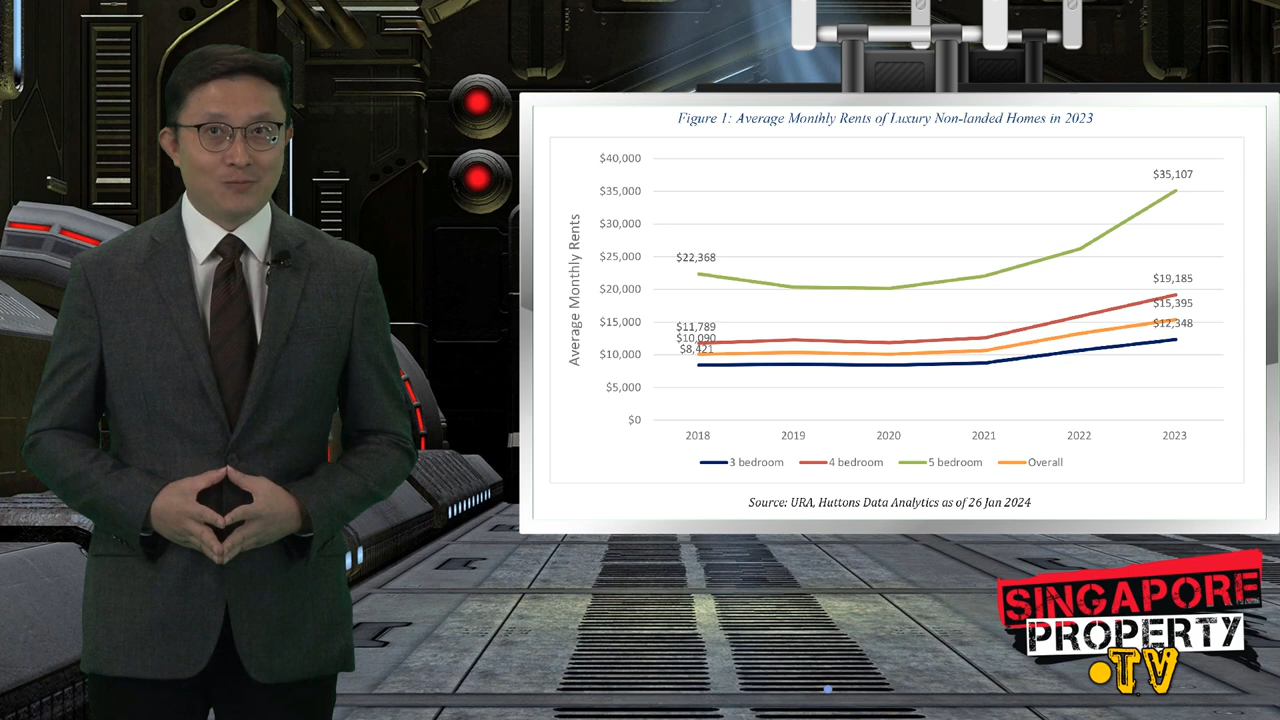 Figure 1: Average Monthly Rents of Luxury Non-landed Homes in 2023
Average Monthly Rents
$40,000
$35,000
$30,000
$25,000
$20,000
$15,000
$10,000
$5,000
$0
$22,368
$11,789
$10,090
$8,421
$35,107
$19,185
$15,395
$12,348
2018 2019 2020 2021 2022 2023
3 bedroom 4 bedroom 5 bedroom Overall
Source: URA, Huttons Data Analytics as of 26 Jan 2024
SINGAPORE
PROPERTY
TV